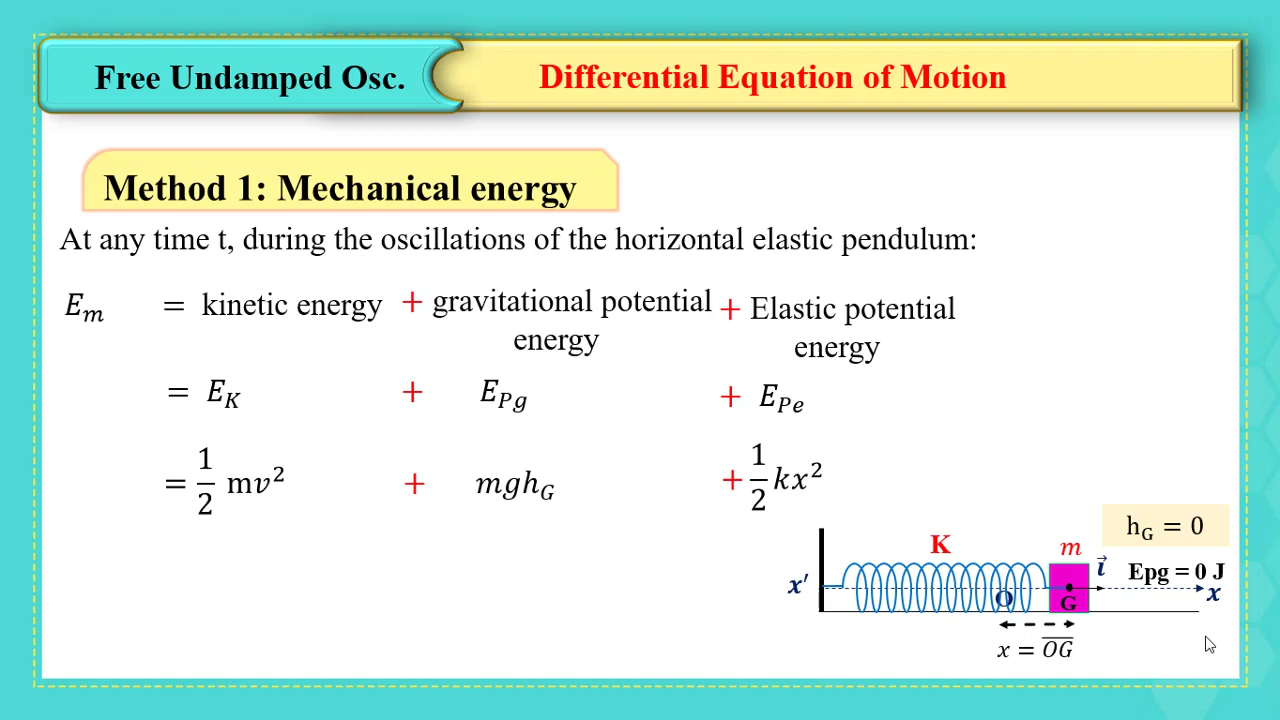 Free Undamped Osc.
Differential Equation of Motion
Method 1: Mechanical energy
At any time t, during the oscillations of the horizontal elastic pendulum:
E_m = kinetic energy + gravitational potential energy + Elastic potential energy
= E_K + E_Pg + E_Pe
= 1/2 mv² + mgh_G + 1/2 kx²
h_G = 0
K
m
i⃗
Epg = 0 J
x′
O
G
x
x = O̅G̅